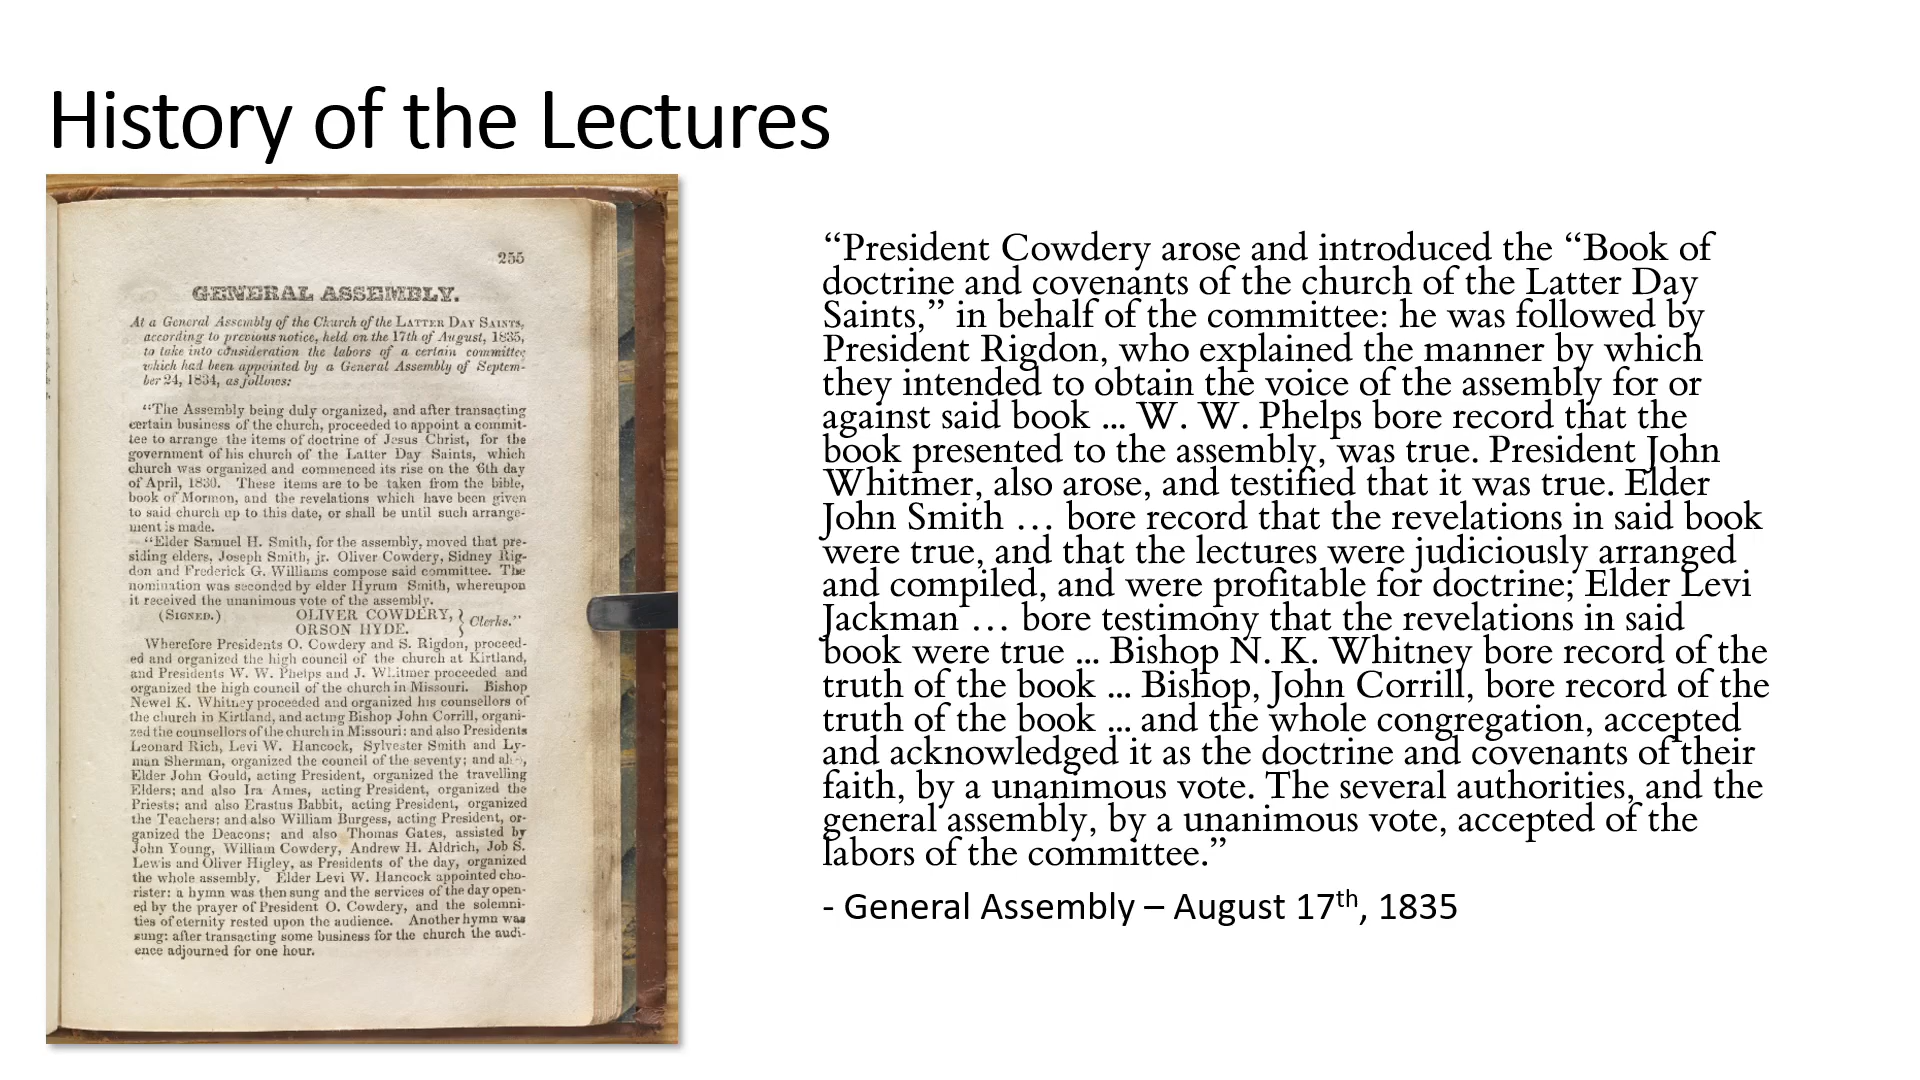 History of the Lectures
255
GENERAL ASSEMBLY.
At a General Assembly of the Church of the LATTER DAY SAINTS,
according to previous notice, held on the 17th of August, 1835,
to take into consideration the labors of a certain committee
which had been appointed by a General Assembly of Septem-
ber 24, 1834, as follows:
"The Assembly being duly organized, and after transacting
certain business of the church, proceeded to appoint a commit-
tee to arrange the items of doctrine of Jesus Christ, for the
government of his church of the Latter Day Saints, which
church was organized and commenced its rise on the 6th day
of April, 1830. These items are to be taken from the bible,
book of Mormon, and the revelations which have been given
to said church up to this date, or shall be until such arrange-
ment is made.
"Elder Samuel H. Smith, for the assembly, moved that pre-
siding elders, Joseph Smith, jr. Oliver Cowdery, Sidney Rig-
don and Frederick G. Williams compose said committee. The
nomination was seconded by elder Hyrum Smith, whereupon
it received the unanimous vote of the assembly.
(SIGNED.) OLIVER COWDERY, } Clerks."
ORSON HYDE.
Wherefore Presidents O. Cowdery and S. Rigdon, proceed-
ed and organized the high council of the church at Kirtland,
and Presidents W. W. Phelps and J. Whitmer proceeded and
organized the high council of the church in Missouri. Bishop
Newel K. Whitney proceeded and organized his counsellors of
the church in Kirtland, and acting Bishop John Corrill, organi-
zed the counsellors of the church in Missouri: and also Presidents
Leonard Rich, Levi W. Hancock, Sylvester Smith and Ly-
man Sherman, organized the council of the seventy; and also,
Elder John Gould, acting President, organized the travelling
Elders; and also Ira Ames, acting President, organized the
Priests; and also Erastus Babbit, acting President, organized
the Teachers; and also William Burgess, acting President, or-
ganized the Deacons; and also Thomas Gates, assisted by
John Young, William Cowdery, Andrew H. Aldrich, Job S.
Lewis and Oliver Higley, as Presidents of the day, organized
the whole assembly. Elder Levi W. Hancock appointed cho-
rister: a hymn was then sung and the services of the day open-
ed by the prayer of President O. Cowdery, and the solemni-
ties of eternity rested upon the audience. Another hymn was
sung: after transacting some business for the church the audi-
ence adjourned for one hour.
“President Cowdery arose and introduced the “Book of
doctrine and covenants of the church of the Latter Day
Saints,” in behalf of the committee: he was followed by
President Rigdon, who explained the manner by which
they intended to obtain the voice of the assembly for or
against said book ... W. W. Phelps bore record that the
book presented to the assembly, was true. President John
Whitmer, also arose, and testified that it was true. Elder
John Smith … bore record that the revelations in said book
were true, and that the lectures were judiciously arranged
and compiled, and were profitable for doctrine; Elder Levi
Jackman … bore testimony that the revelations in said
book were true ... Bishop N. K. Whitney bore record of the
truth of the book ... Bishop, John Corrill, bore record of the
truth of the book ... and the whole congregation, accepted
and acknowledged it as the doctrine and covenants of their
faith, by a unanimous vote. The several authorities, and the
general assembly, by a unanimous vote, accepted of the
labors of the committee.”
- General Assembly – August 17th, 1835